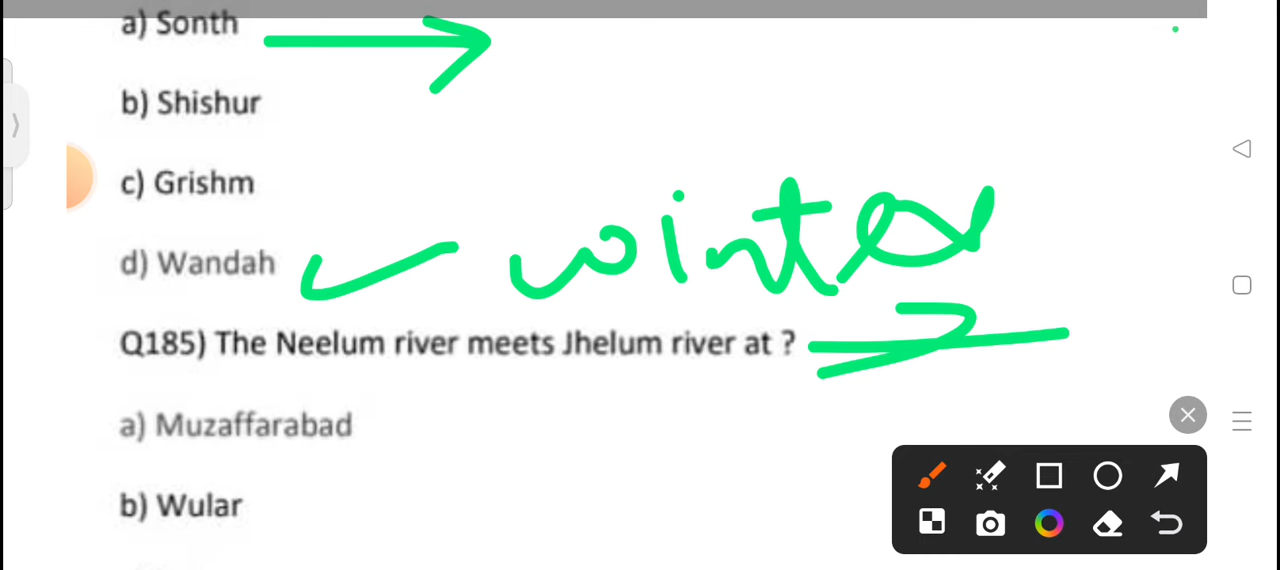 a) Sonth
b) Shishur
c) Grishm
d) Wandah winter
Q185) The Neelum river meets Jhelum river at ?
a) Muzaffarabad
b) Wular